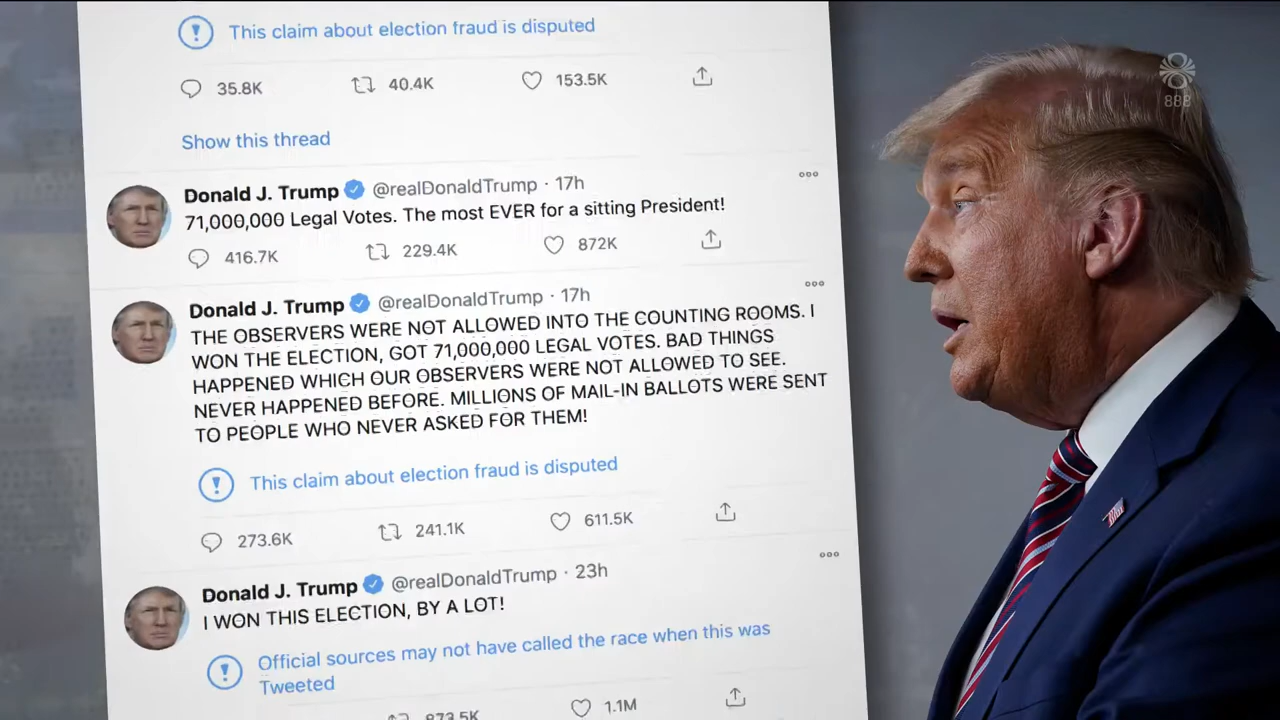 This claim about election fraud is disputed
35.8K 40.4K 153.5K
Show this thread
888
Donald J. Trump @realDonaldTrump · 17h
71,000,000 Legal Votes. The most EVER for a sitting President!
416.7K 229.4K 872K
Donald J. Trump @realDonaldTrump · 17h
THE OBSERVERS WERE NOT ALLOWED INTO THE COUNTING ROOMS. I
WON THE ELECTION, GOT 71,000,000 LEGAL VOTES. BAD THINGS
HAPPENED WHICH OUR OBSERVERS WERE NOT ALLOWED TO SEE.
NEVER HAPPENED BEFORE. MILLIONS OF MAIL-IN BALLOTS WERE SENT
TO PEOPLE WHO NEVER ASKED FOR THEM!
This claim about election fraud is disputed
273.6K 241.1K 611.5K
Donald J. Trump @realDonaldTrump · 23h
I WON THIS ELECTION, BY A LOT!
Official sources may not have called the race when this was
Tweeted
1.1M